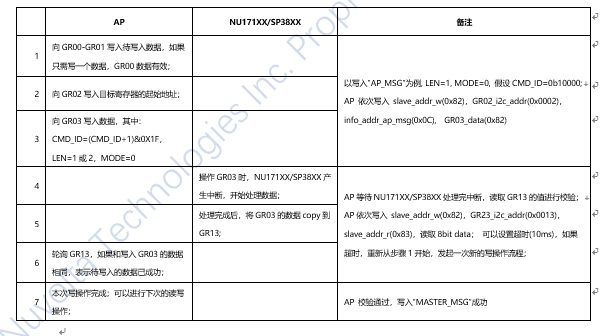 AP NU171XX/SP38XX 备注
1
向 GR00-GR01 写入待写入数据，如果
只需写一个数据，GR00 数据有效；
2
向 GR02 写入目标寄存器的起始地址；
3
向 GR03 写入数据，其中:
CMD_ID=(CMD_ID+1)&0X1F,
LEN=1 或 2，MODE=0
以写入"AP_MSG"为例, LEN=1, MODE=0, 假设 CMD_ID=0b10000;
AP 依次写入 slave_addr_w(0x82)，GR02_i2c_addr(0x0002)，
info_addr_ap_msg(0x0C)， GR03_data(0x82)
4
操作 GR03 时，NU171XX/SP38XX 产
生中断，开始处理数据；
5
处理完成后，将 GR03 的数据 copy 到
GR13;
6
轮询 GR13，如果和写入 GR03 的数据
相同，表示待写入的数据已成功；
AP 等待 NU171XX/SP38XX 处理完中断，读取 GR13 的值进行校验；
AP 依次写入 slave_addr_w(0x82)，GR23_i2c_addr(0x0013)，
slave_addr_r(0x83)，读取 8bit data； 可以设置超时(10ms)，如果
超时，重新从步骤 1 开始，发起一次新的写操作流程；
7
本次写操作完成；可以进行下次的读写
操作；
AP 校验通过，写入"MASTER_MSG"成功
Nuvolta Technologies Inc. Propri